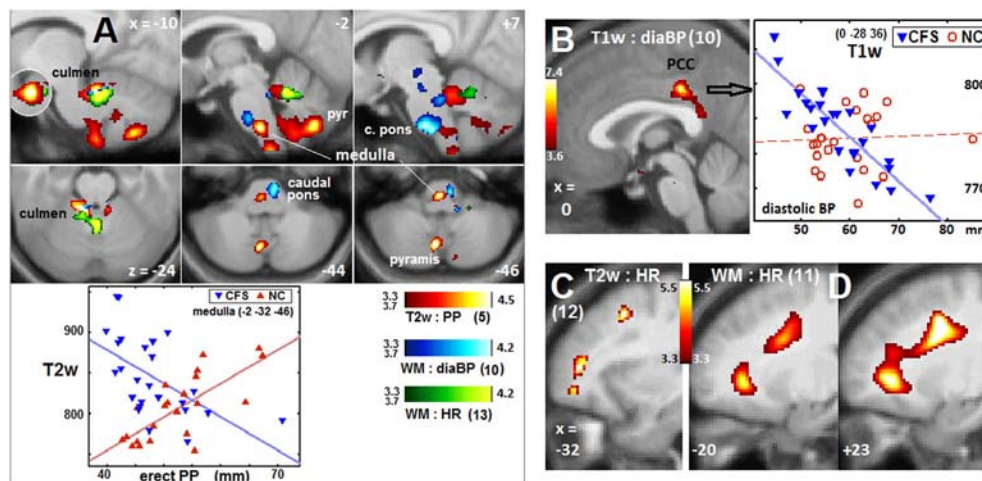 A
x = -10
-2
+7
culmen
pyr
c. pons
medulla
culmen
caudal
pons
pyramis
z = -24
-44
-46
CFS NC
medulla (-2 -32 -46)
900
T2w
800
40 50 60 70
erect PP (mm)
3.3
3.7
4.5
T2w : PP (5)
3.3
3.7
4.2
WM : diaBP (10)
3.3
3.7
4.2
WM : HR (13)
B
T1w : diaBP (10)
7.4
3.6
PCC
x =
0
(0 -28 36)
CFS NC
T1w
800
770
diastolic BP
50 60 70 80 mm
C
T2w : HR
(12)
5.5
3.3
x =
-32
WM : HR (11)
5.5
3.3
-20
D
+23